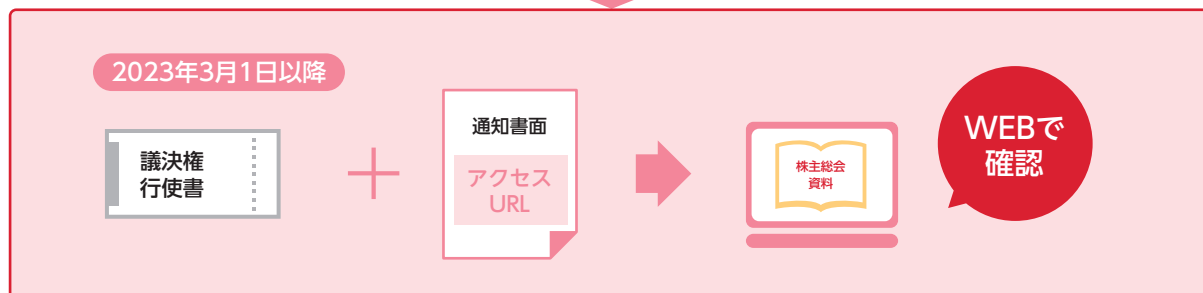 2023年3月1日以降
議決権
行使書
通知書面
アクセス
URL
株主総会
資料
WEBで
確認